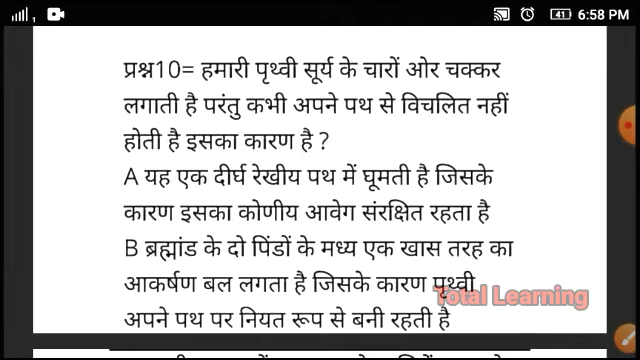 41 6:58 PM
प्रश्न10= हमारी पृथ्वी सूर्य के चारों ओर चक्कर
लगाती है परंतु कभी अपने पथ से विचलित नहीं
होती है इसका कारण है ?
A यह एक दीर्घ रेखीय पथ में घूमती है जिसके
कारण इसका कोणीय आवेग संरक्षित रहता है
B ब्रह्मांड के दो पिंडों के मध्य एक खास तरह का
आकर्षण बल लगता है जिसके कारण पृथ्वी
Total Learning
अपने पथ पर नियत रूप से बनी रहती है